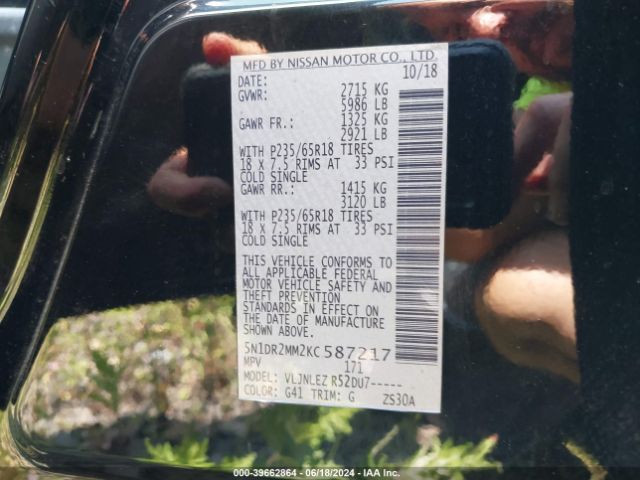 MFD BY NISSAN MOTOR CO., LTD.
DATE: 10/18
GVWR: 2715 KG
5986 LB
GAWR FR.: 1325 KG
2921 LB
WITH P235/65R18 TIRES
18 X 7.5 RIMS AT 33 PSI
COLD SINGLE
GAWR RR.: 1415 KG
3120 LB
WITH P235/65R18 TIRES
18 X 7.5 RIMS AT 33 PSI
COLD SINGLE
THIS VEHICLE CONFORMS TO
ALL APPLICABLE FEDERAL
MOTOR VEHICLE SAFETY AND
THEFT PREVENTION
STANDARDS IN EFFECT ON
THE DATE OF MANUFACTURE
SHOWN ABOVE.
5N1DR2MM2KC587217
MPV 171
MODEL: VLJNLEZ R52DU7-----
COLOR: G41 TRIM: G ZS30A
000-39662864 - 06/18/2024 - IAA Inc.